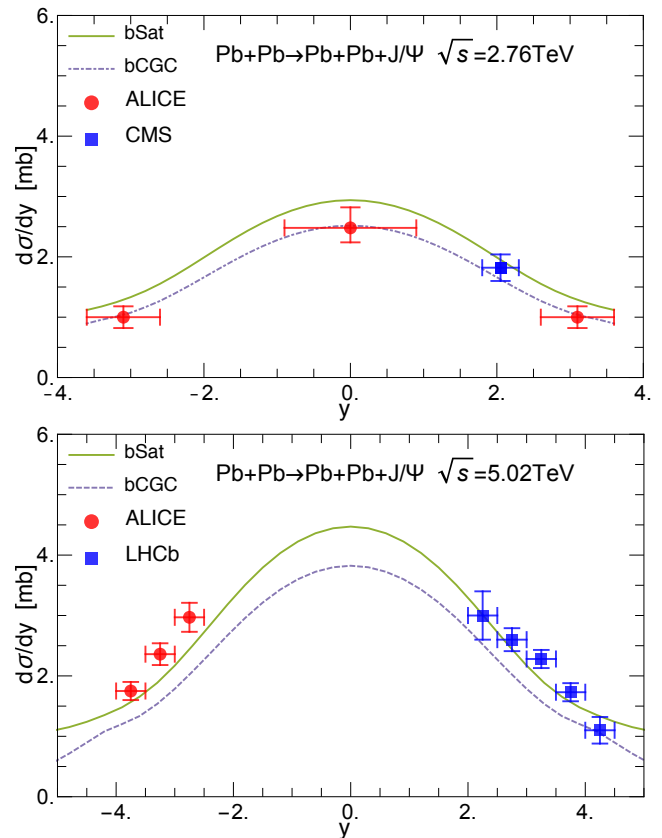 6.
bSat
Pb+Pb→Pb+Pb+J/Ψ √s=2.76TeV
bCGC
ALICE
CMS
4.
dσ/dy [mb]
2.
0.
−4. −2. 0. 2. 4.
y
6.
bSat
Pb+Pb→Pb+Pb+J/Ψ √s=5.02TeV
bCGC
ALICE
LHCb
4.
dσ/dy [mb]
2.
0.
−4. −2. 0. 2. 4.
y